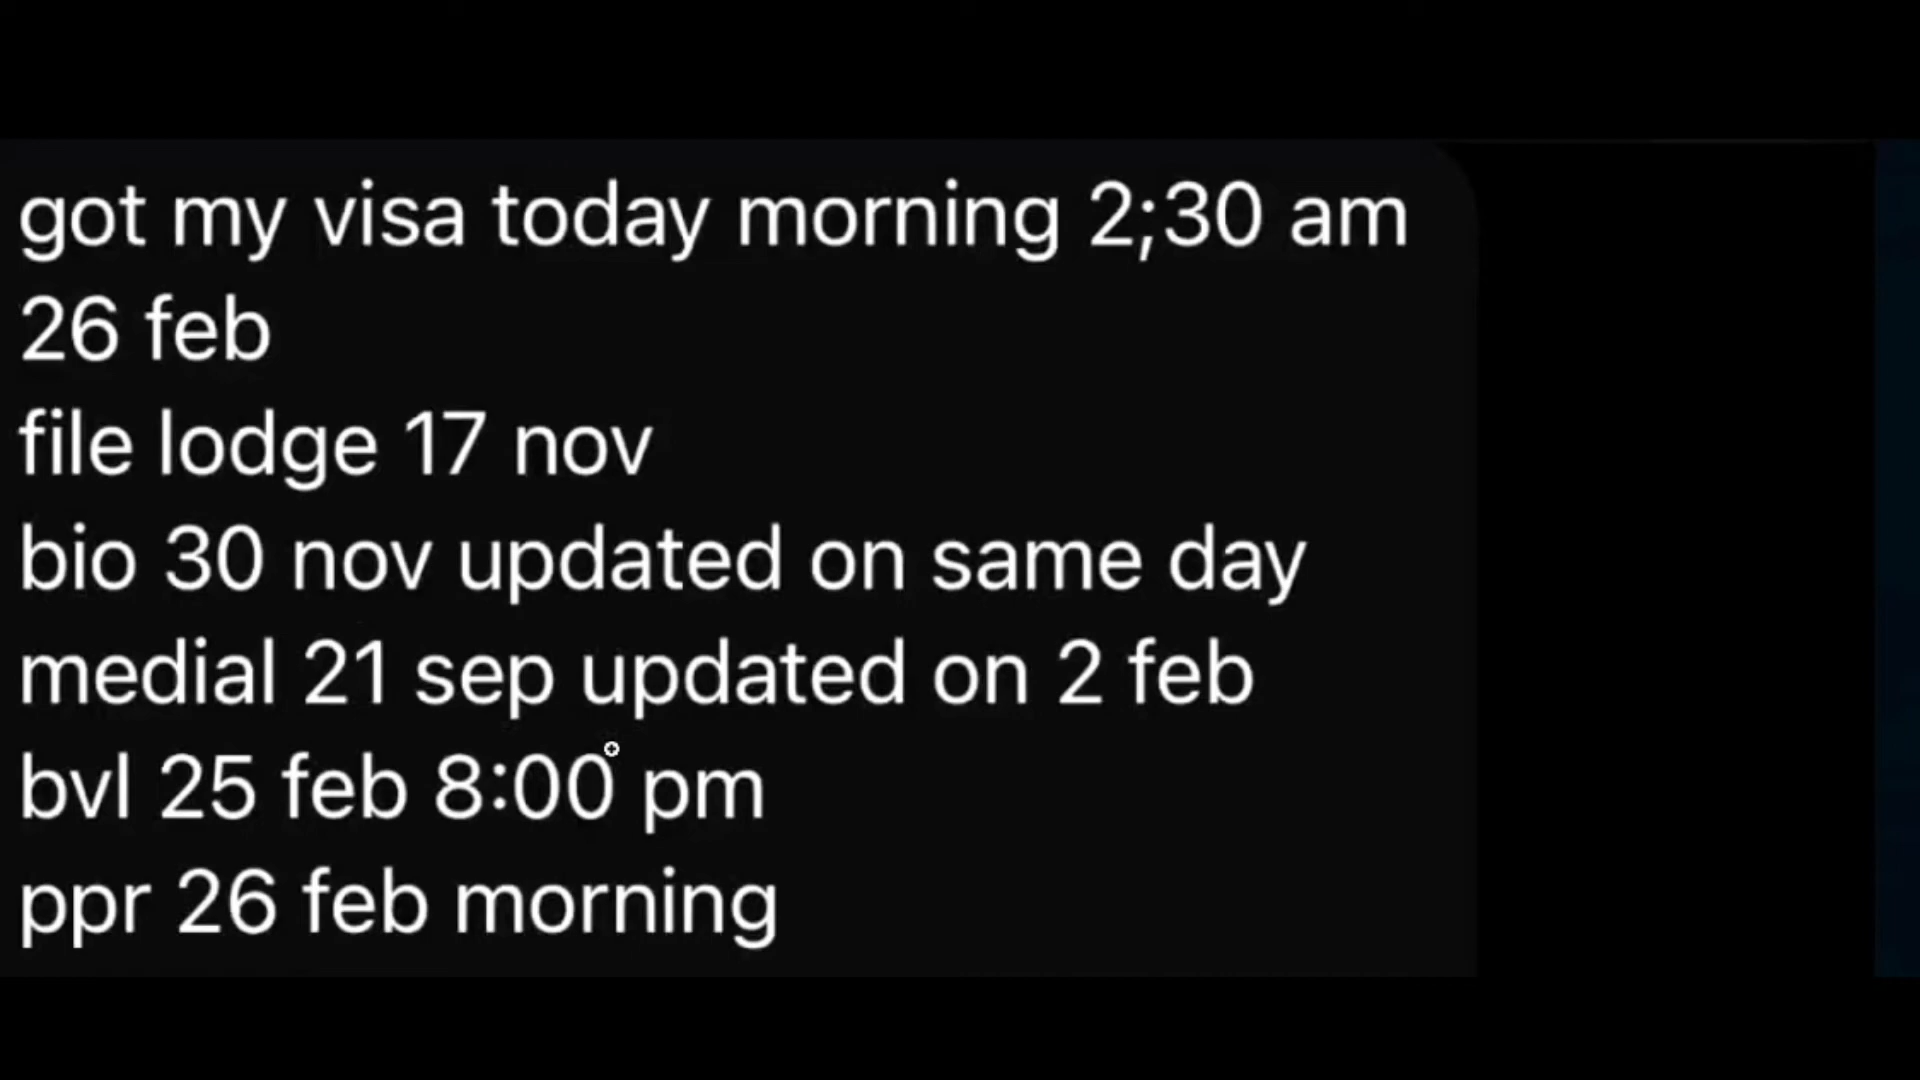 got my visa today morning 2;30 am
26 feb
file lodge 17 nov
bio 30 nov updated on same day
medial 21 sep updated on 2 feb
bvl 25 feb 8:00 pm
ppr 26 feb morning